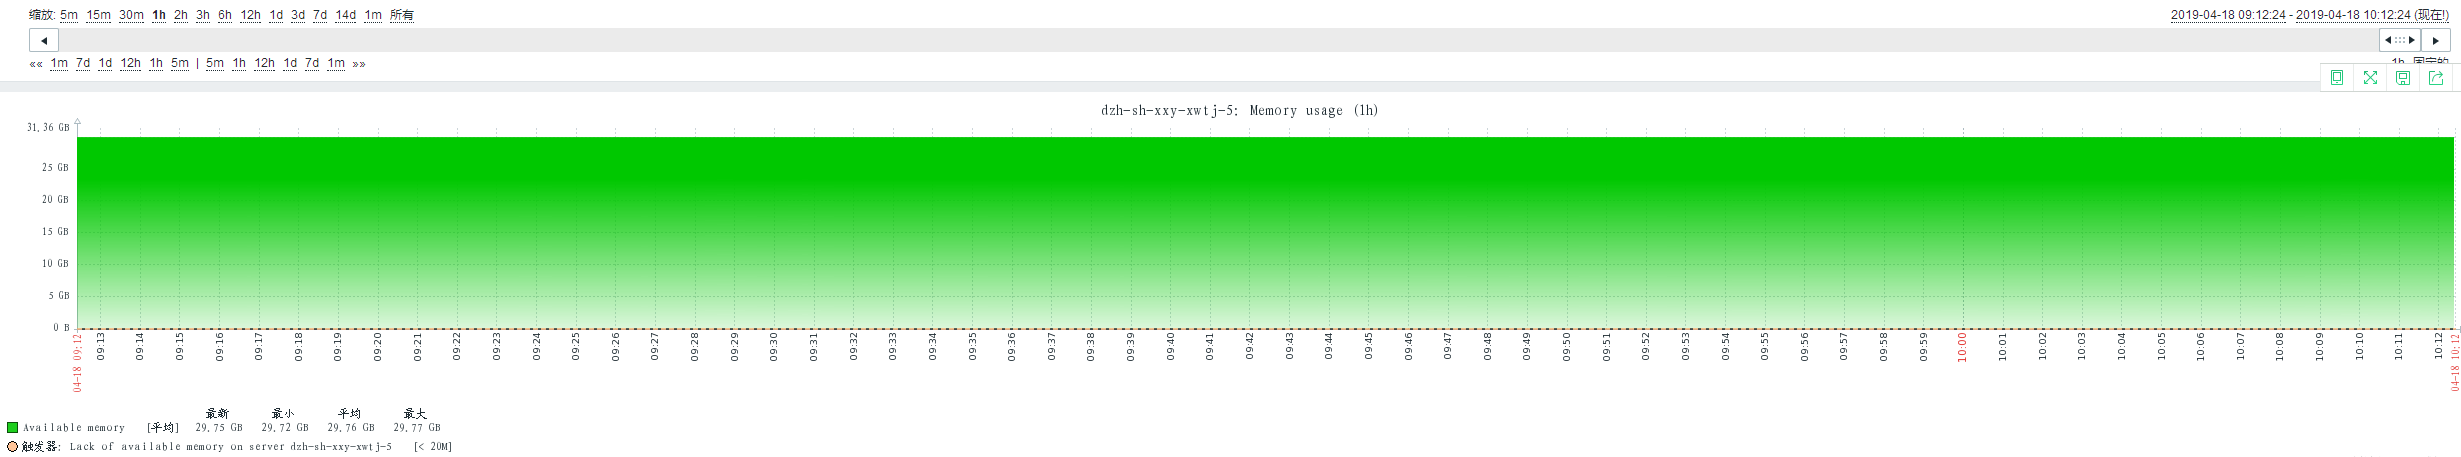 缩放: 5m 15m 30m 1h 2h 3h 6h 12h 1d 3d 7d 14d 1m 所有
2019-04-18 09:12:24 - 2019-04-18 10:12:24 (现在!)
«« 1m 7d 1d 12h 1h 5m | 5m 1h 12h 1d 7d 1m »»
1h 固定的
dzh-sh-xxy-xwtj-5: Memory usage (1h)
31.36 GB
25 GB
20 GB
15 GB
10 GB
5 GB
0 B
04-18 09:12 09:13 09:14 09:15 09:16 09:17 09:18 09:19 09:20 09:21 09:22 09:23 09:24 09:25 09:26 09:27 09:28 09:29 09:30 09:31 09:32 09:33 09:34 09:35 09:36 09:37 09:38 09:39 09:40 09:41 09:42 09:43 09:44 09:45 09:46 09:47 09:48 09:49 09:50 09:51 09:52 09:53 09:54 09:55 09:56 09:57 09:58 09:59 10:00 10:01 10:02 10:03 10:04 10:05 10:06 10:07 10:08 10:09 10:10 10:11 10:12 04-18 10:12
最新 最小 平均 最大
Available memory [平均] 29.75 GB 29.72 GB 29.76 GB 29.77 GB
触发器: Lack of available memory on server dzh-sh-xxy-xwtj-5 [< 20M]